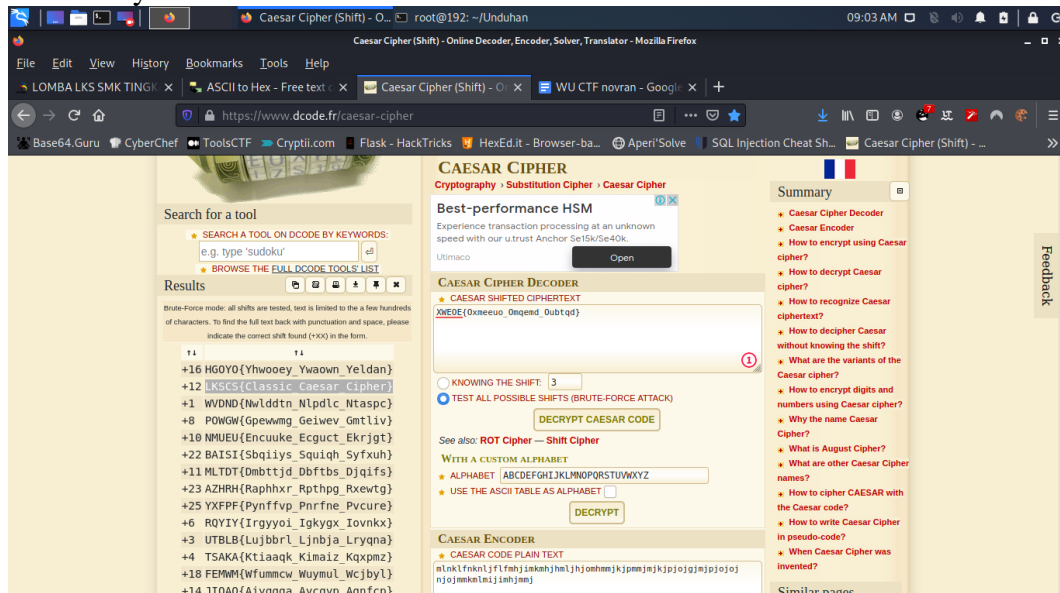 Caesar Cipher (Shift) - O...
root@192: ~/Unduhan
09:03 AM
Caesar Cipher (Shift) - Online Decoder, Encoder, Solver, Translator - Mozilla Firefox
File Edit View History Bookmarks Tools Help
LOMBA LKS SMK TINGK
ASCII to Hex - Free text c
Caesar Cipher (Shift) - O
WU CTF novran - Google
https://www.dcode.fr/caesar-cipher
7
Base64.Guru CyberChef ToolsCTF Cryptii.com Flask - HackTricks HexEd.it - Browser-ba... Aperi'Solve SQL Injection Cheat Sh... Caesar Cipher (Shift) - ...
Search for a tool
SEARCH A TOOL ON DCODE BY KEYWORDS:
e.g. type 'sudoku'
BROWSE THE FULL DCODE TOOLS' LIST
Results
Brute-Force mode: all shifts are tested, text is limited to the a few hundreds
of characters. To find the full text back with punctuation and space, please
indicate the correct shift found (+XX) in the form.
↑↓ ↑↓
+16 HGOYO{Yhwooey_Ywaown_Yeldan}
+12 LKSCS{Classic_Caesar_Cipher}
+1 WVDND{Nwlddtn_Nlpdlc_Ntaspc}
+8 POWGW{Gpewwmg_Geiwev_Gmtliv}
+10 NMUEU{Encuuke_Ecguct_Ekrjgt}
+22 BAISI{Sbqiiys_Squiqh_Syfxuh}
+11 MLTDT{Dmbttjd_Dbftbs_Djqifs}
+23 AZHRH{Raphhxr_Rpthpg_Rxewtg}
+25 YXFPF{Pynffvp_Pnrfne_Pvcure}
+6 RQYIY{Irgyyoi_Igkygx_Iovnkx}
+3 UTBLB{Lujbbrl_Ljnbja_Lryqna}
+4 TSAKA{Ktiaaqk_Kimaiz_Kqxpmz}
+18 FEMWM{Wfummcw_Wuymul_Wcjbyl}
+14 JIQAQ{Ajyqqga_Aycqyp_Agnfcp}
CAESAR CIPHER
Cryptography › Substitution Cipher › Caesar Cipher
Best-performance HSM
Experience transaction processing at an unknown
speed with our u.trust Anchor Se15k/Se40k.
Utimaco
Open
CAESAR CIPHER DECODER
CAESAR SHIFTED CIPHERTEXT
XWEOE{Oxmeeuo_Omqemd_Oubtqd}
1
KNOWING THE SHIFT: 3
TEST ALL POSSIBLE SHIFTS (BRUTE-FORCE ATTACK)
DECRYPT CAESAR CODE
See also: ROT Cipher — Shift Cipher
WITH A CUSTOM ALPHABET
ALPHABET ABCDEFGHIJKLMNOPQRSTUVWXYZ
USE THE ASCII TABLE AS ALPHABET
DECRYPT
CAESAR ENCODER
CAESAR CODE PLAIN TEXT
Summary
Caesar Cipher Decoder
Caesar Encoder
How to encrypt using Caesar
cipher?
How to decrypt Caesar
cipher?
How to recognize Caesar
ciphertext?
How to decipher Caesar
without knowing the shift?
What are the variants of the
Caesar cipher?
How to encrypt digits and
numbers using Caesar cipher?
Why the name Caesar
Cipher?
What is August Cipher?
What are other Caesar Cipher
names?
How to cipher CAESAR with
the Caesar code?
How to write Caesar Cipher
in pseudo-code?
When Caesar Cipher was
invented?
Similar pages
Feedback